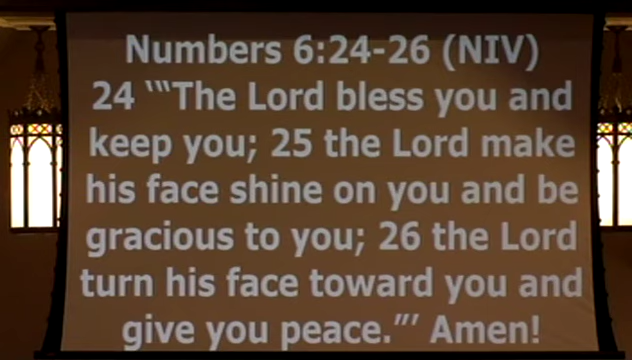 Numbers 6:24-26 (NIV)
24 “‘“The Lord bless you and
keep you; 25 the Lord make
his face shine on you and be
gracious to you; 26 the Lord
turn his face toward you and
give you peace.”’ Amen!